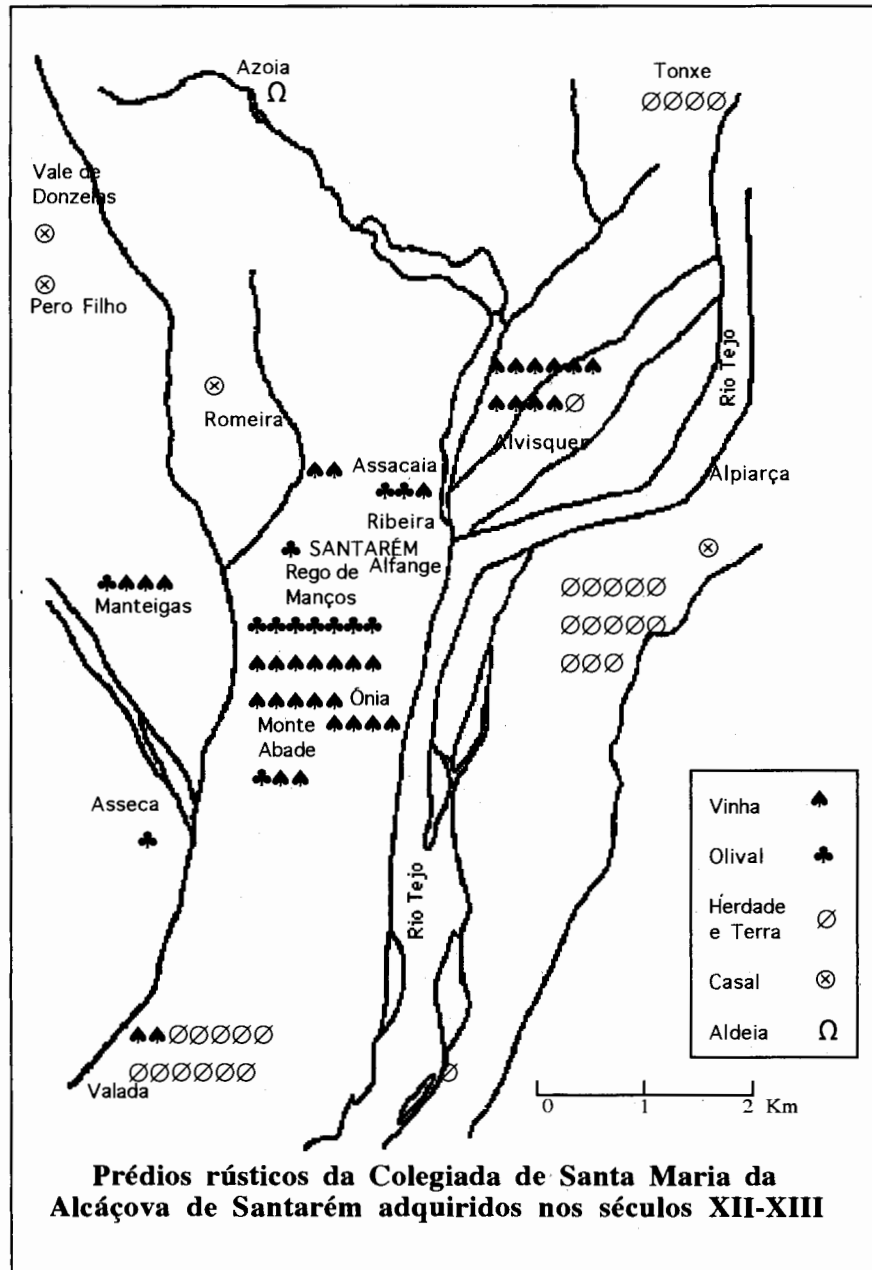 Azoia
Ω
Tonxe
∅∅∅∅
Vale de
Donzelas
⊗
⊗
Pero Filho
Rio Tejo
♠♠♠♠♠♠
⊗
Romeira
♠♠♠♠∅
Alvisquer
♠♠ Assacaia
♣♣♠
Alpiarça
Ribeira
♣ SANTARÉM
Alfange
⊗
Rego de
Manços
♣♠♠♠
Manteigas
∅∅∅∅∅
∅∅∅∅∅
∅∅∅
♣♣♣♣♣♣♣
♠♠♠♠♠♠♠
♠♠♠♠♠ Ónia
Monte ♠♠♠♠
Abade
♣♠♠
Asseca
♣
Rio Tejo
Vinha ♠
Olival ♣
Herdade
e Terra ∅
Casal ⊗
Aldeia Ω
♠♠∅∅∅∅∅
∅∅∅∅∅∅
Valada
∅
0 1 2 Km
Prédios rústicos da Colegiada de Santa Maria da
Alcáçova de Santarém adquiridos nos séculos XII-XIII